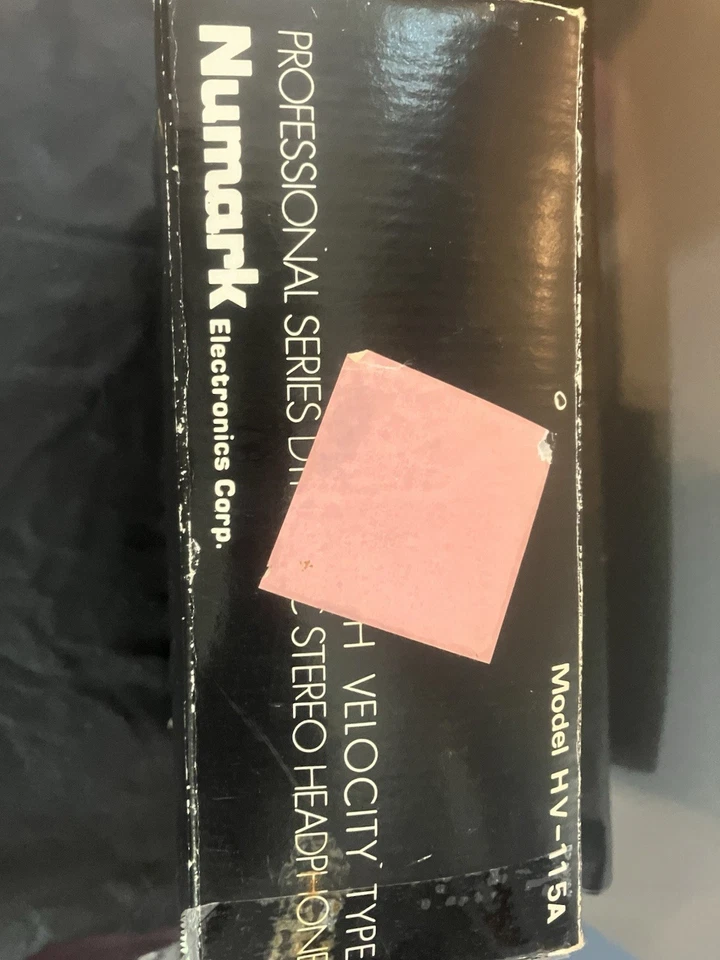 Model HV-115A
H VELOCITY TYPE
PROFESSIONAL SERIES STEREO HEADPHONE
Numark Electronics Corp.